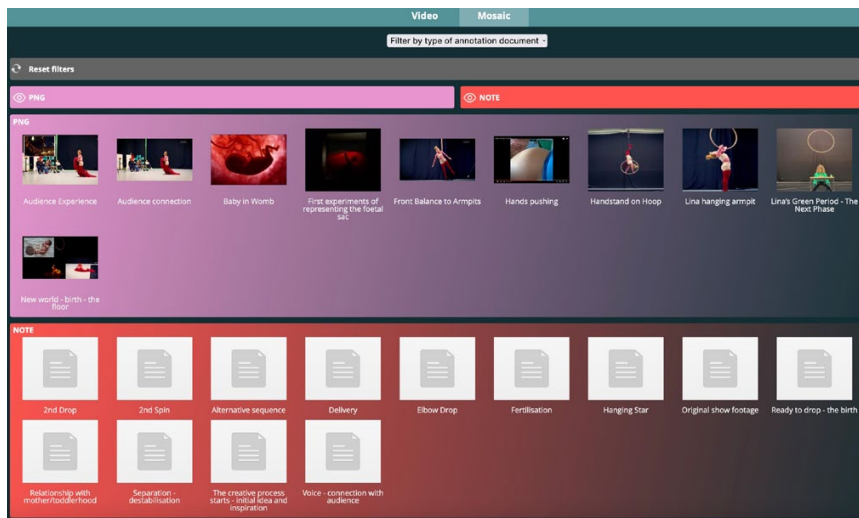 Video Mosaic
Filter by type of annotation document
Reset filters
PNG NOTE
PNG
Audience Experience
Audience connection
Baby in Womb
First experiments of
representing the foetal
sac
Front Balance to Armpits
Hands pushing
Handstand on Hoop
Lina hanging armpit
Lina's Green Period - The
Next Phase
New world - birth - the
floor
NOTE
2nd Drop
2nd Spin
Alternative sequence
Delivery
Elbow Drop
Fertilisation
Hanging Star
Original show footage
Ready to drop - the birth
Relationship with
mother/toddlerhood
Separation -
destabilisation
The creative process
starts - initial idea and
inspiration
Voice - connection with
audience